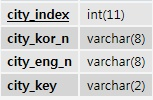 city_index int(11)
city_kor_n varchar(8)
city_eng_n varchar(8)
city_key varchar(2)